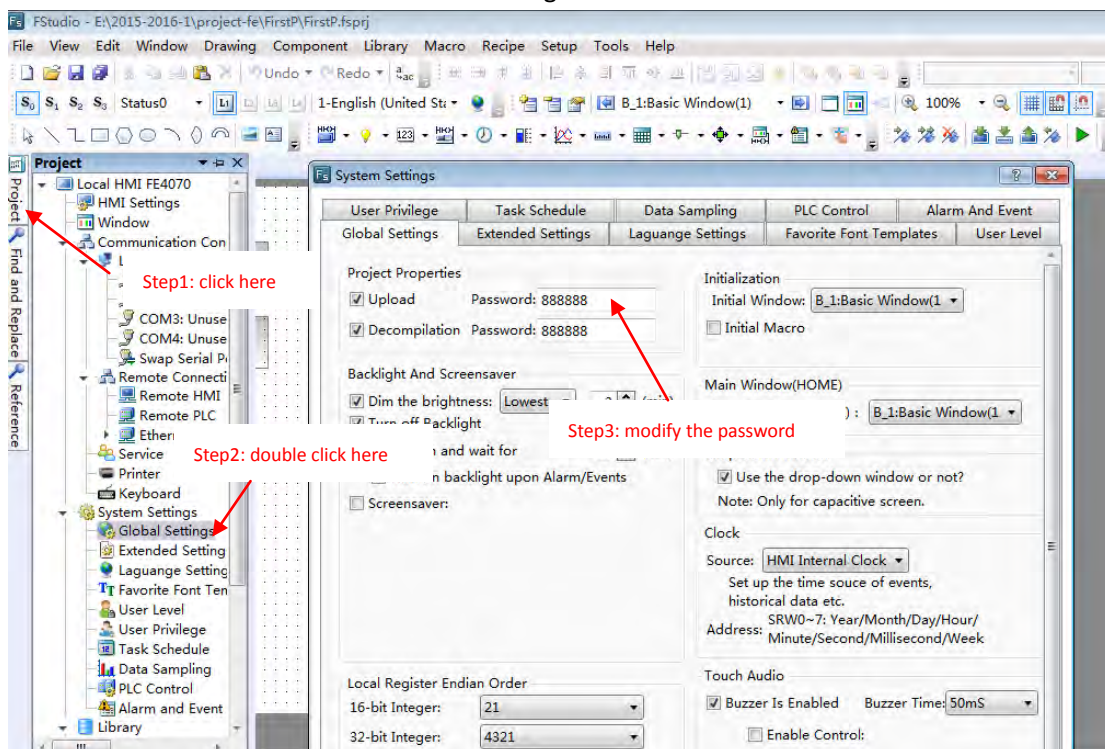 FStudio - E:\2015-2016-1\project-fe\FirstP\FirstP.fsprj
File View Edit Window Drawing Component Library Macro Recipe Setup Tools Help
Undo Redo
S0 S1 S2 S3 Status0 L1 1-English (United Sta B_1:Basic Window(1) 100%
Project
Local HMI FE4070
HMI Settings
Window
Communication Con
L
COM3: Unuse
COM4: Unuse
Swap Serial P
Remote Connecti
Remote HMI
Remote PLC
Ethern
Service
Printer
Keyboard
System Settings
Global Settings
Extended Setting
Laguange Setting
Favorite Font Ten
User Level
User Privilege
Task Schedule
Data Sampling
PLC Control
Alarm and Event
Library
Project
Find and Replace
Reference
Step1: click here
Step2: double click here
Step3: modify the password
System Settings
User Privilege Task Schedule Data Sampling PLC Control Alarm And Event
Global Settings Extended Settings Laguange Settings Favorite Font Templates User Level
Project Properties
Upload Password: 888888
Decompilation Password: 888888
Backlight And Screensaver
Dim the brightness: Lowest
Turn off Backlight
and wait for
backlight upon Alarm/Events
Screensaver:
Local Register Endian Order
16-bit Integer: 21
32-bit Integer: 4321
Initialization
Initial Window: B_1:Basic Window(1
Initial Macro
Main Window(HOME)
) : B_1:Basic Window(1
Use the drop-down window or not?
Note: Only for capacitive screen.
Clock
Source: HMI Internal Clock
Set up the time souce of events,
historical data etc.
Address: SRW0~7: Year/Month/Day/Hour/
Minute/Second/Millisecond/Week
Touch Audio
Buzzer Is Enabled Buzzer Time: 50mS
Enable Control: